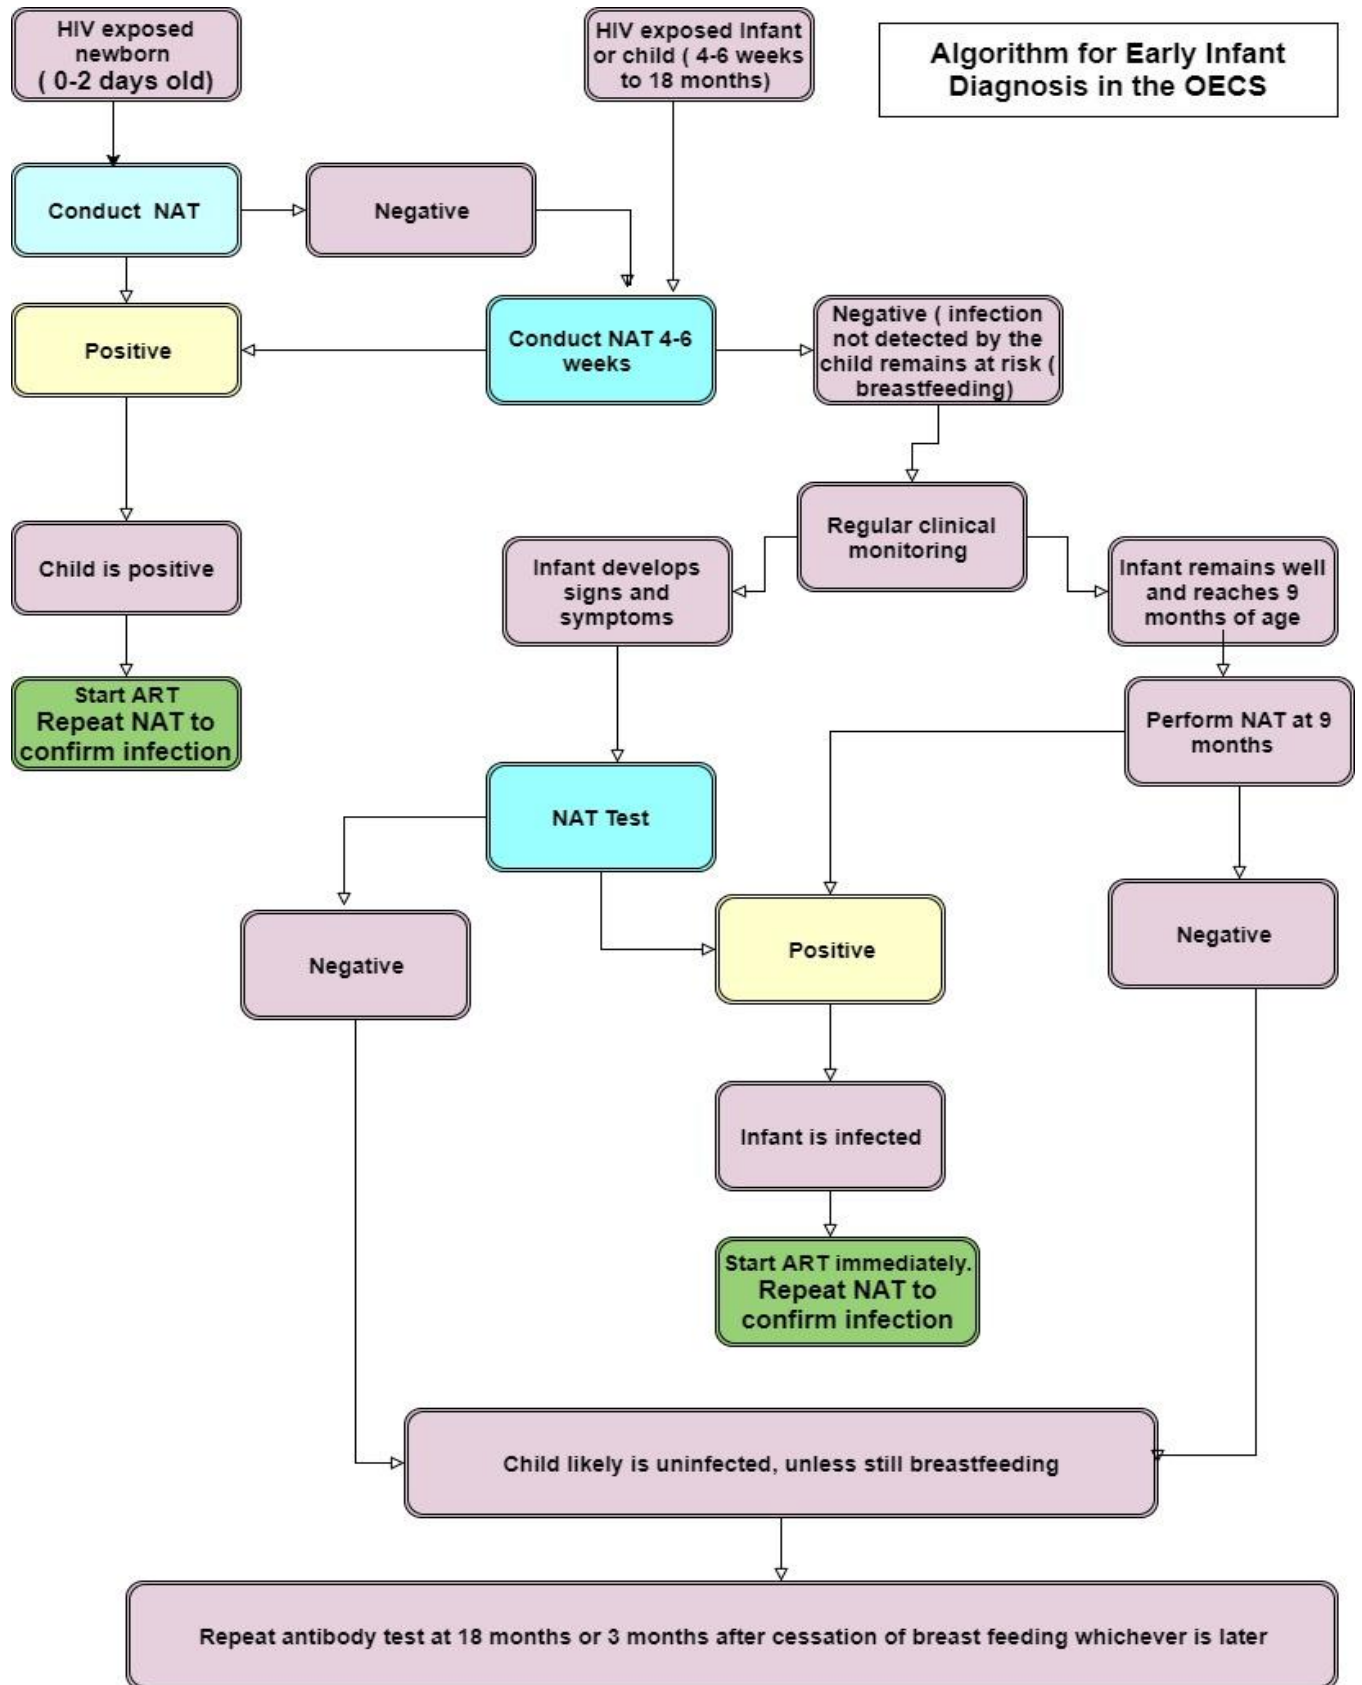 HIV exposed
newborn
( 0-2 days old)
HIV exposed Infant
or child ( 4-6 weeks
to 18 months)
Algorithm for Early Infant
Diagnosis in the OECS
Conduct NAT
Negative
Positive
Conduct NAT 4-6
weeks
Negative ( infection
not detected by the
child remains at risk (
breastfeeding)
Regular clinical
monitoring
Child is positive
Infant develops
signs and
symptoms
Infant remains well
and reaches 9
months of age
Start ART
Repeat NAT to
confirm infection
Perform NAT at 9
months
NAT Test
Negative
Positive
Negative
Infant is infected
Start ART immediately.
Repeat NAT to
confirm infection
Child likely is uninfected, unless still breastfeeding
Repeat antibody test at 18 months or 3 months after cessation of breast feeding whichever is later